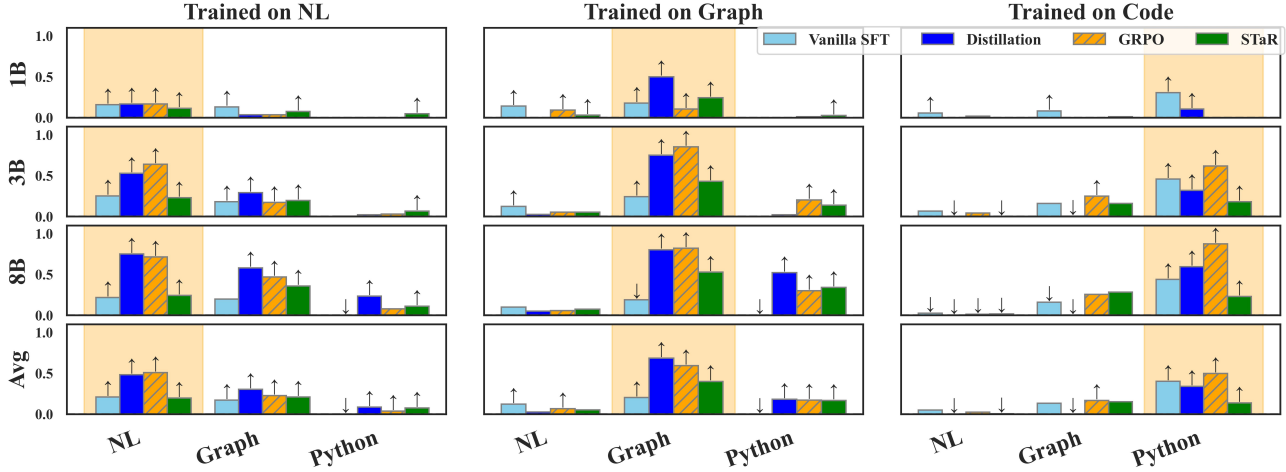 Trained on NL
Trained on Graph
Trained on Code
Vanilla SFT
Distillation
GRPO
STaR
1B
1.0
0.5
0.0
3B
1.0
0.5
0.0
8B
1.0
0.5
0.0
Avg
1.0
0.5
0.0
NL
Graph
Python
NL
Graph
Python
NL
Graph
Python